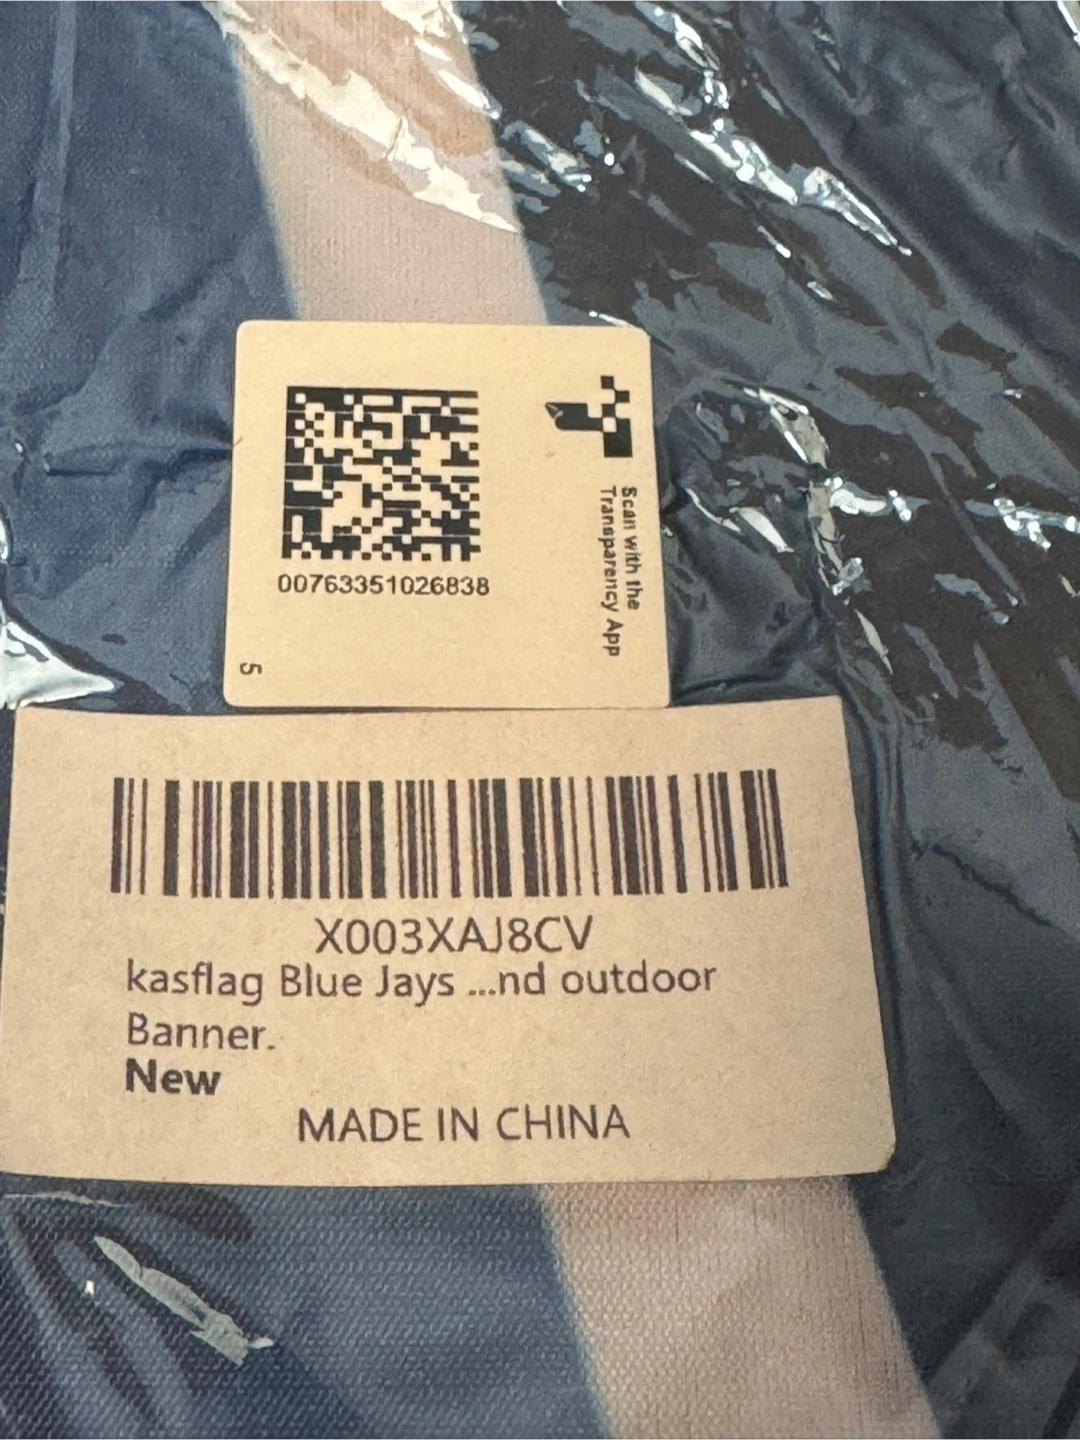 00763351026838
Scan with the
Transparency App
5
X003XAJ8CV
kasflag Blue Jays ...nd outdoor
Banner.
New
MADE IN CHINA